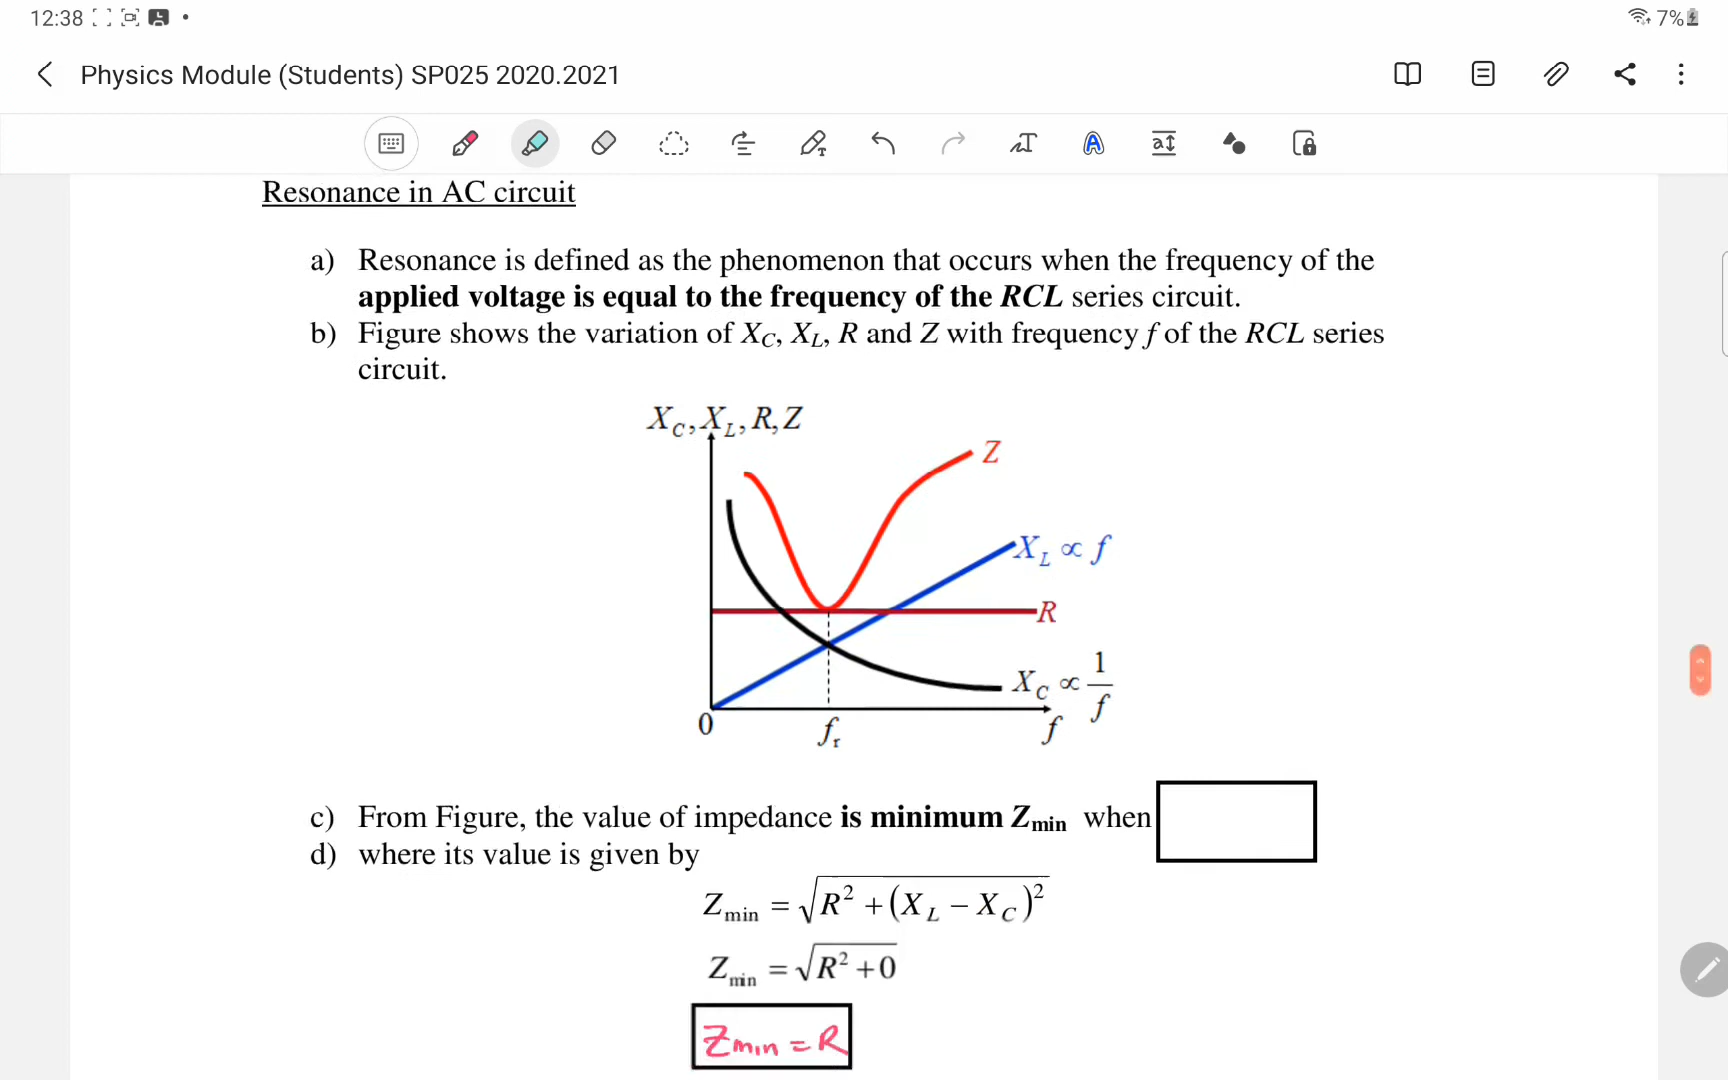 12:38
7%
Physics Module (Students) SP025 2020.2021
Resonance in AC circuit
a) Resonance is defined as the phenomenon that occurs when the frequency of the
applied voltage is equal to the frequency of the RCL series circuit.
b) Figure shows the variation of X_C, X_L, R and Z with frequency f of the RCL series
circuit.
X_C, X_L, R, Z
Z
X_L ∝ f
R
X_C ∝ 1/f
0
f_r
f
c) From Figure, the value of impedance is minimum Z_min when
d) where its value is given by
Z_min = √(R² + (X_L − X_C)²)
Z_min = √(R² + 0)
Zmin = R